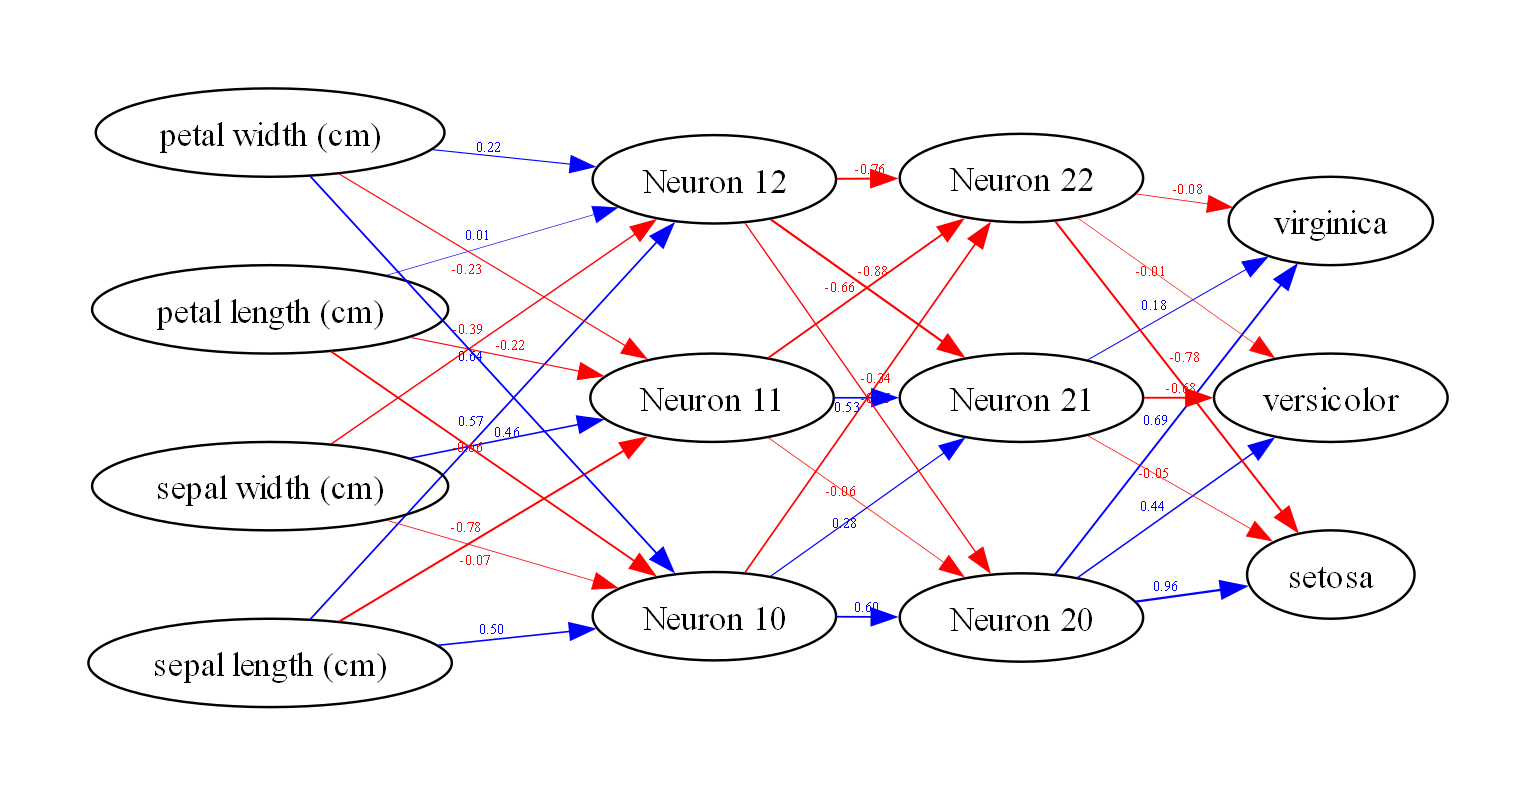 petal width (cm)
petal length (cm)
sepal width (cm)
sepal length (cm)
0.22
0.01
-0.23
-0.39
-0.22
0.64
0.57
0.46
-0.78
-0.07
0.50
Neuron 12
Neuron 11
Neuron 10
-0.76
-0.88
-0.66
-0.34
0.53
-0.06
0.28
0.60
Neuron 22
Neuron 21
Neuron 20
-0.08
-0.01
0.18
-0.78
-0.68
0.69
-0.05
0.44
0.96
virginica
versicolor
setosa